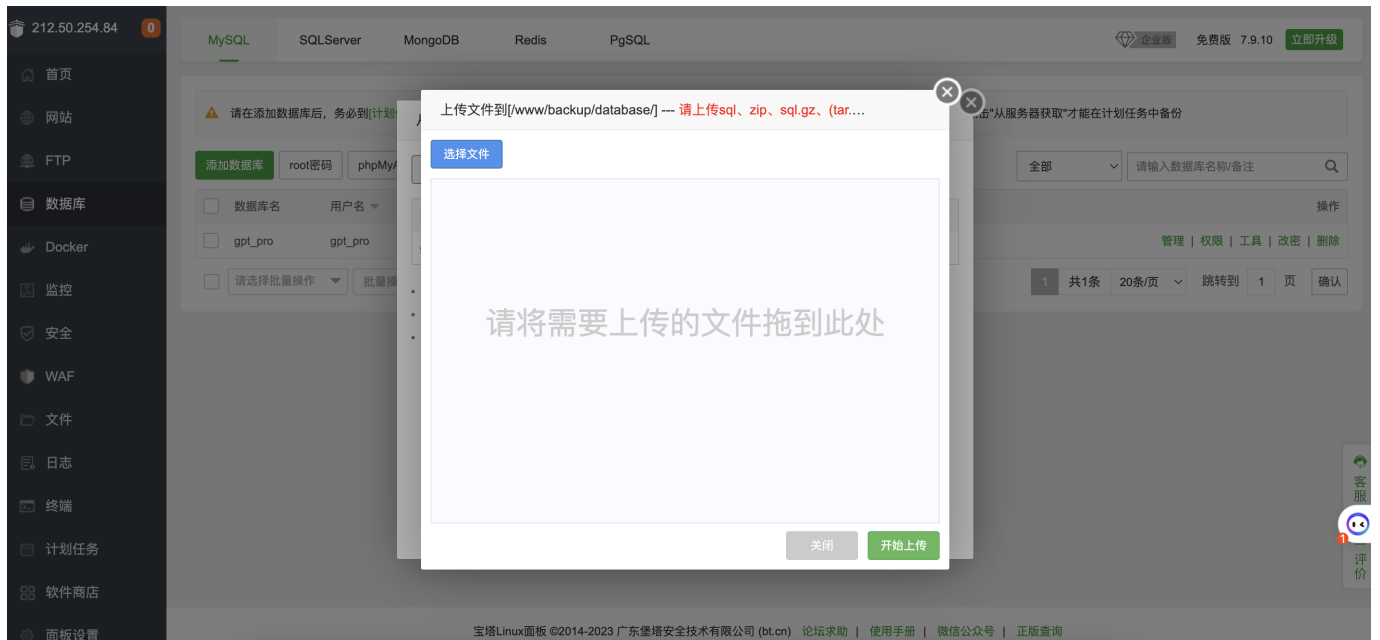 212.50.254.84 0
首页
网站
FTP
数据库
Docker
监控
安全
WAF
文件
日志
终端
计划任务
软件商店
面板设置
MySQL SQLServer MongoDB Redis PgSQL
企业版 免费版 7.9.10 立即升级
请在添加数据库后，务必到[计划
击"从服务器获取"才能在计划任务中备份
添加数据库 root密码 phpMyA
全部 请输入数据库名称/备注
数据库名 用户名 操作
gpt_pro gpt_pro 管理 | 权限 | 工具 | 改密 | 删除
请选择批量操作 批量操
1 共1条 20条/页 跳转到 1 页 确认
上传文件到[/www/backup/database/] --- 请上传sql、zip、sql.gz、(tar.…
选择文件
请将需要上传的文件拖到此处
关闭 开始上传
客服
1
评价
宝塔Linux面板 ©2014-2023 广东堡塔安全技术有限公司 (bt.cn) 论坛求助 | 使用手册 | 微信公众号 | 正版查询